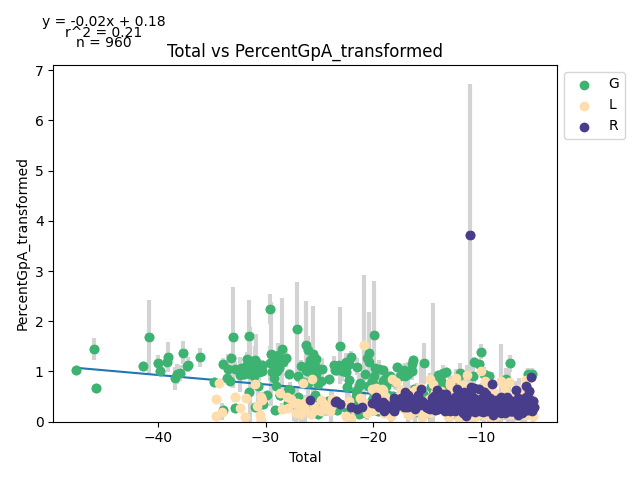 y = -0.02x + 0.18
r^2 = 0.21
n = 960
Total vs PercentGpA_transformed
7
6
5
4
3
2
1
0
PercentGpA_transformed
−40
−30
−20
−10
Total
G
L
R